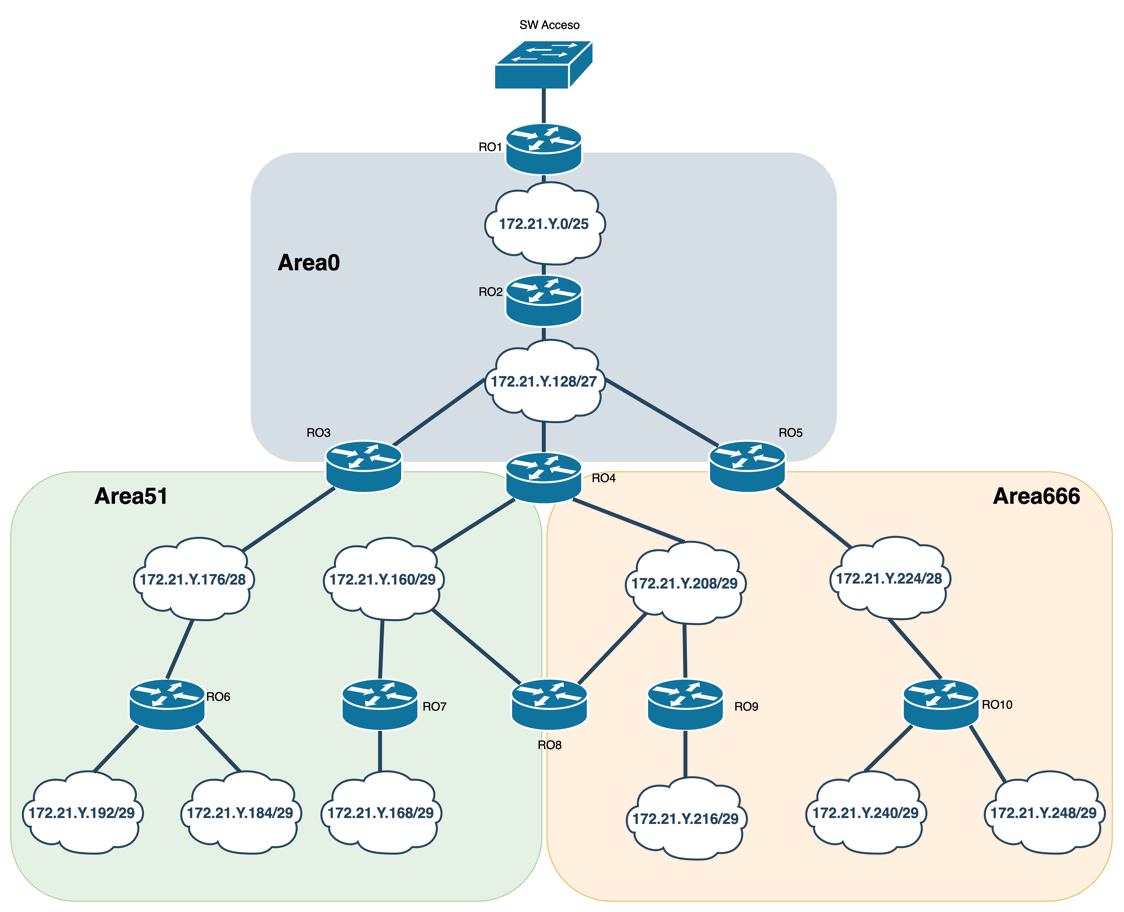 SW Acceso
RO1
172.21.Y.0/25
Area0
RO2
172.21.Y.128/27
RO3
RO5
RO4
Area51
Area666
172.21.Y.176/28
172.21.Y.160/29
172.21.Y.208/29
172.21.Y.224/28
RO6
RO7
RO8
RO9
RO10
172.21.Y.192/29
172.21.Y.184/29
172.21.Y.168/29
172.21.Y.216/29
172.21.Y.240/29
172.21.Y.248/29